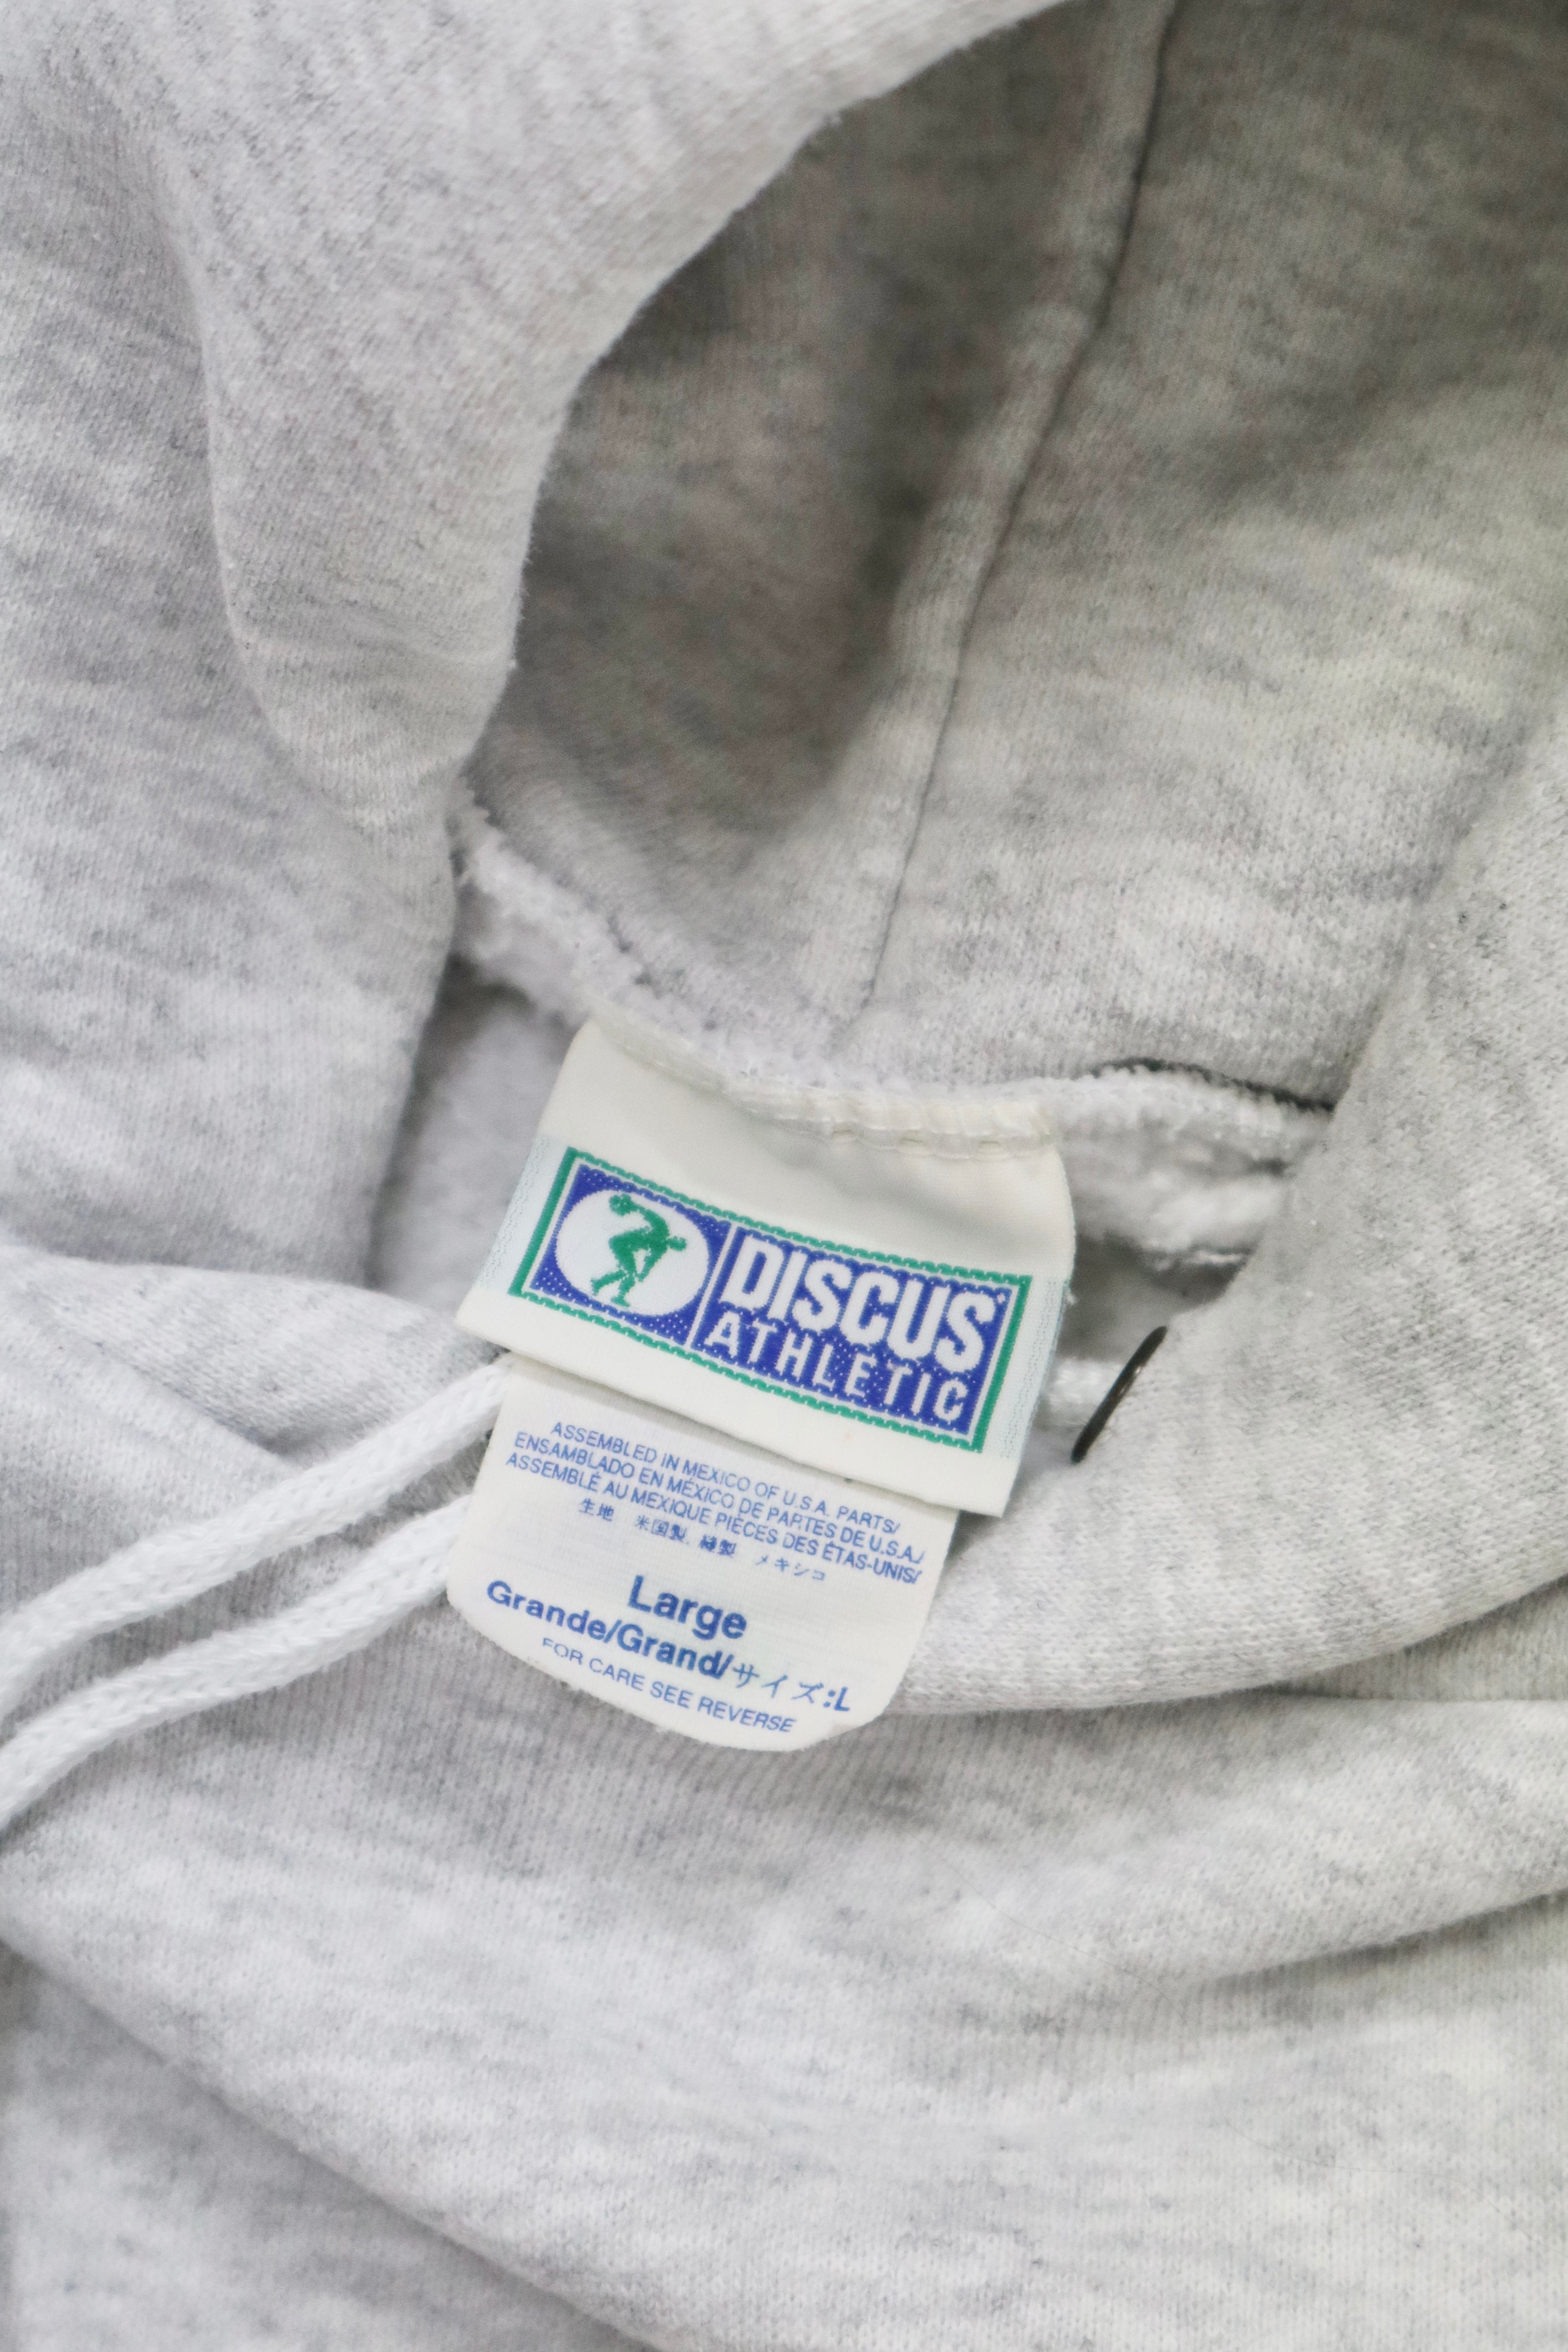 DISCUS
ATHLETIC
ASSEMBLED IN MEXICO OF U.S.A. PARTS/
ENSAMBLADO EN MÉXICO DE PARTES DE U.S.A./
ASSEMBLÉ AU MEXIQUE PIÈCES DES ÉTAS-UNIS/
生地 米国製 縫製 メキシコ
Large
Grande/Grand/サイズ:L
FOR CARE SEE REVERSE